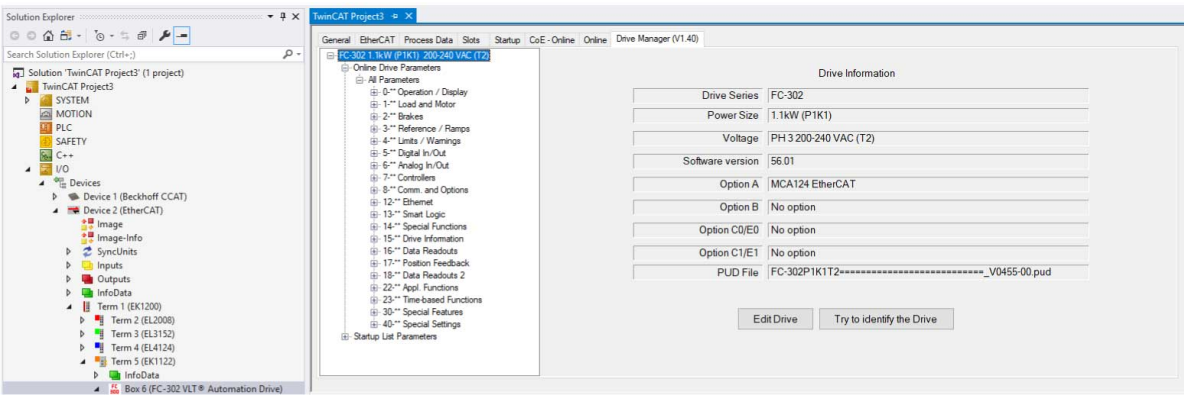 Solution Explorer
Search Solution Explorer (Ctrl+;)
Solution 'TwinCAT Project3' (1 project)
TwinCAT Project3
SYSTEM
MOTION
PLC
SAFETY
C++
I/O
Devices
Device 1 (Beckhoff CCAT)
Device 2 (EtherCAT)
Image
Image-Info
SyncUnits
Inputs
Outputs
InfoData
Term 1 (EK1200)
Term 2 (EL2008)
Term 3 (EL3152)
Term 4 (EL4124)
Term 5 (EK1122)
InfoData
Box 6 (FC-302 VLT® Automation Drive)
TwinCAT Project3
General EtherCAT Process Data Slots Startup CoE - Online Online Drive Manager (V1.40)
FC-302 1.1kW (P1K1) 200-240 VAC (T2)
Online Drive Parameters
All Parameters
0-** Operation / Display
1-** Load and Motor
2-** Brakes
3-** Reference / Ramps
4-** Limits / Warnings
5-** Digital In/Out
6-** Analog In/Out
7-** Controllers
8-** Comm. and Options
12-** Ethernet
13-** Smart Logic
14-** Special Functions
15-** Drive Information
16-** Data Readouts
17-** Position Feedback
18-** Data Readouts 2
22-** Appl. Functions
23-** Time-based Functions
30-** Special Features
40-** Special Settings
Startup List Parameters
Drive Information
Drive Series FC-302
Power Size 1.1kW (P1K1)
Voltage PH 3 200-240 VAC (T2)
Software version 56.01
Option A MCA124 EtherCAT
Option B No option
Option C0/E0 No option
Option C1/E1 No option
PUD File FC-302P1K1T2============================_V0455-00.pud
Edit Drive Try to identify the Drive